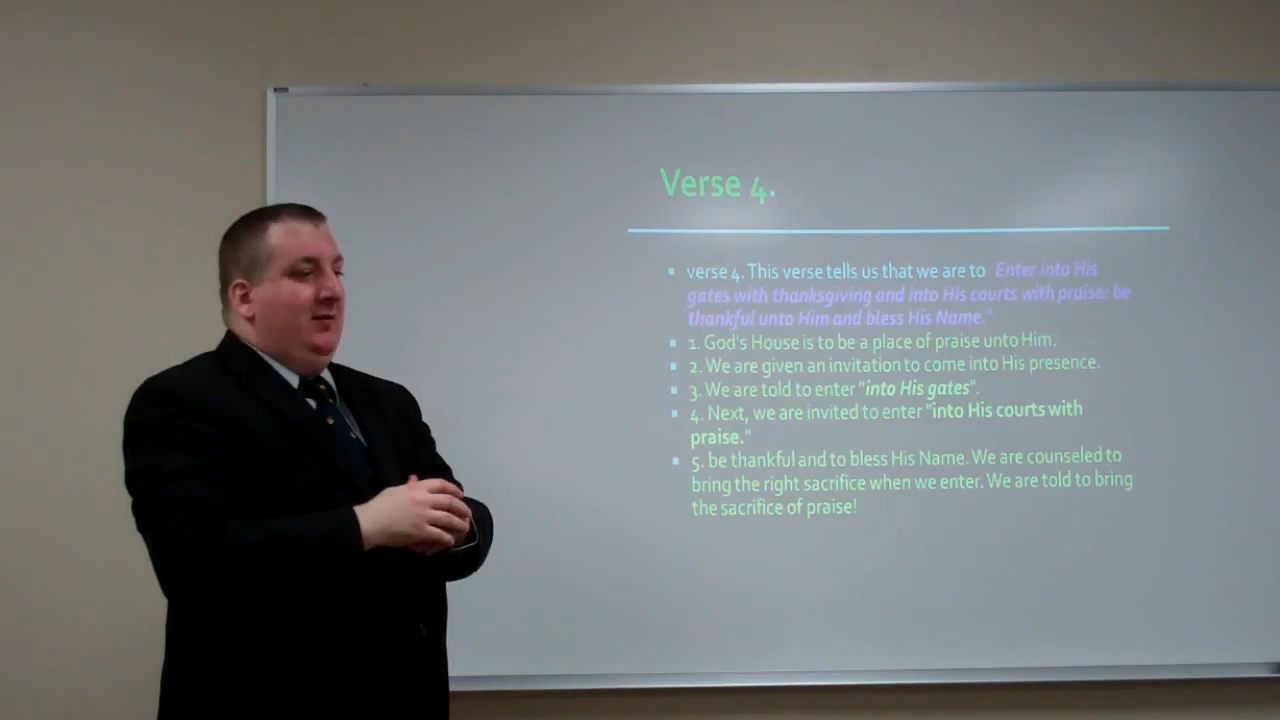 Verse 4.
verse 4. This verse tells us that we are to Enter into His
gates with thanksgiving and into His courts with praise: be
thankful unto Him and bless His Name."
1. God's House is to be a place of praise unto Him.
2. We are given an invitation to come into His presence.
3. We are told to enter "into His gates".
4. Next, we are invited to enter "into His courts with
praise."
5. be thankful and to bless His Name. We are counseled to
bring the right sacrifice when we enter. We are told to bring
the sacrifice of praise!